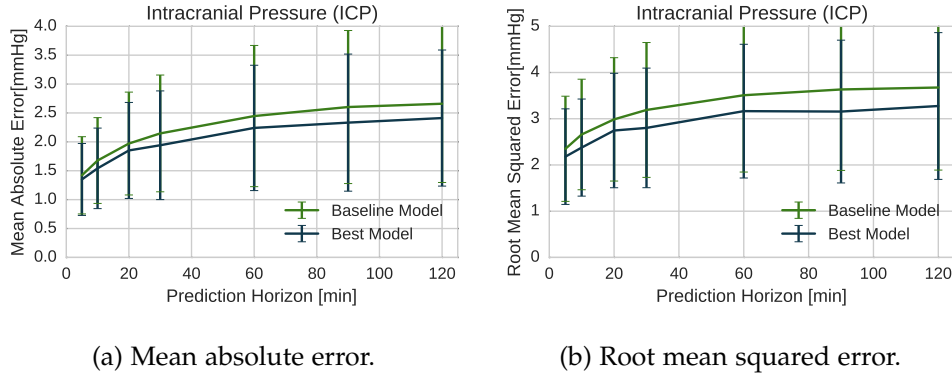 Intracranial Pressure (ICP)
Mean Absolute Error[mmHg]
4.0
3.5
3.0
2.5
2.0
1.5
1.0
0.5
0.0
Baseline Model
Best Model
0 20 40 60 80 100 120
Prediction Horizon [min]
(a) Mean absolute error.
Intracranial Pressure (ICP)
Root Mean Squared Error[mmHg]
5
4
3
2
1
0
Baseline Model
Best Model
0 20 40 60 80 100 120
Prediction Horizon [min]
(b) Root mean squared error.